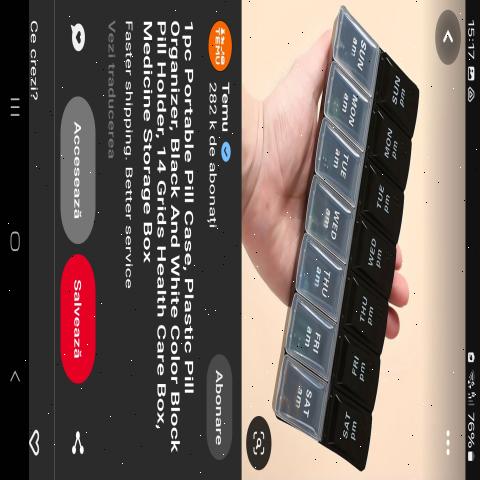 15:17
76%
SUN pm
MON pm
TUE pm
WED pm
THU pm
FRI pm
SAT pm
SUN am
MON am
TUE am
WED am
THU am
FRI am
SAT am
TEMU
Temu
282 k de abonați
Abonare
1pc Portable Pill Case, Plastic Pill
Organizer, Black And White Color Block
Pill Holder, 14 Grids Health Care Box,
Medicine Storage Box
Faster shipping. Better service
Vezi traducerea
Accesează
Salvează
Ce crezi?